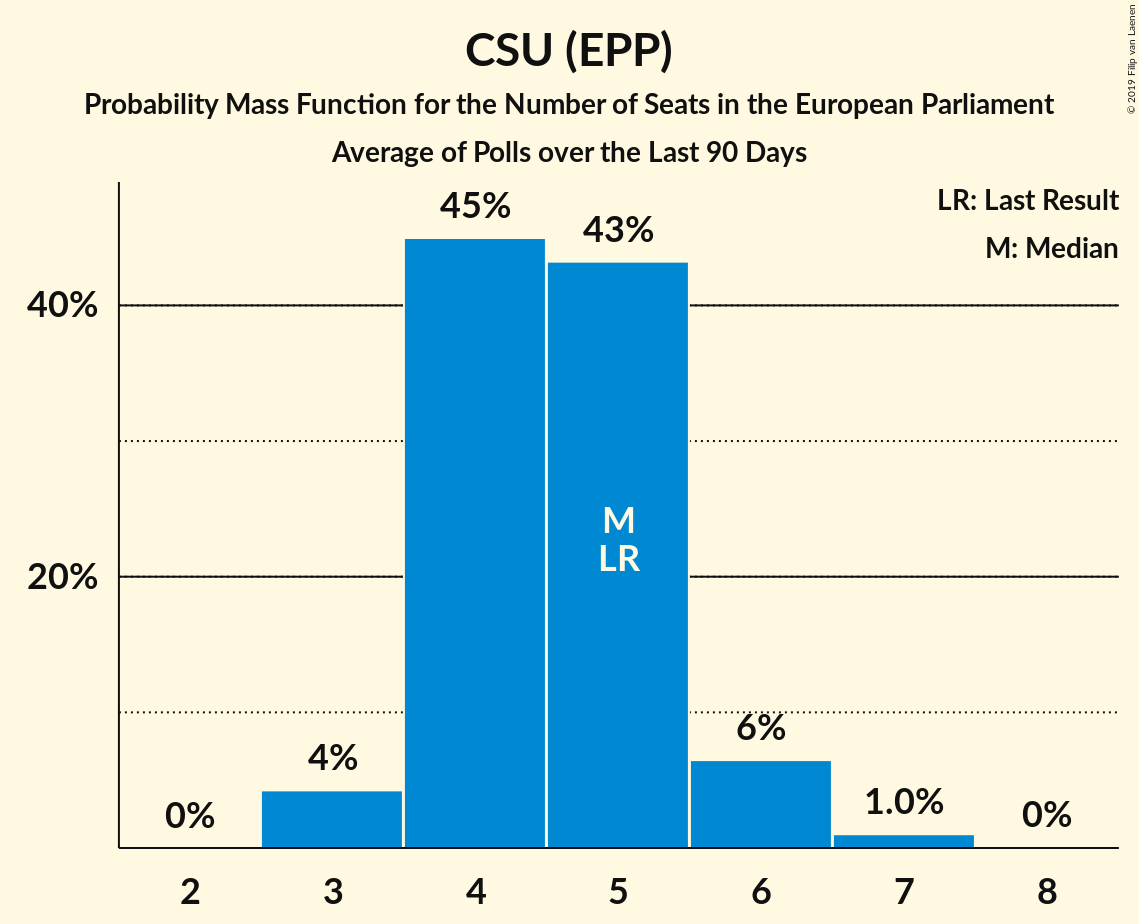 CSU (EPP)
Probability Mass Function for the Number of Seats in the European Parliament
Average of Polls over the Last 90 Days
© 2019 Filip van Laenen
LR: Last Result
M: Median
45%
43%
40%
M
LR
20%
6%
4%
1.0%
0%
0%
2
3
4
5
6
7
8